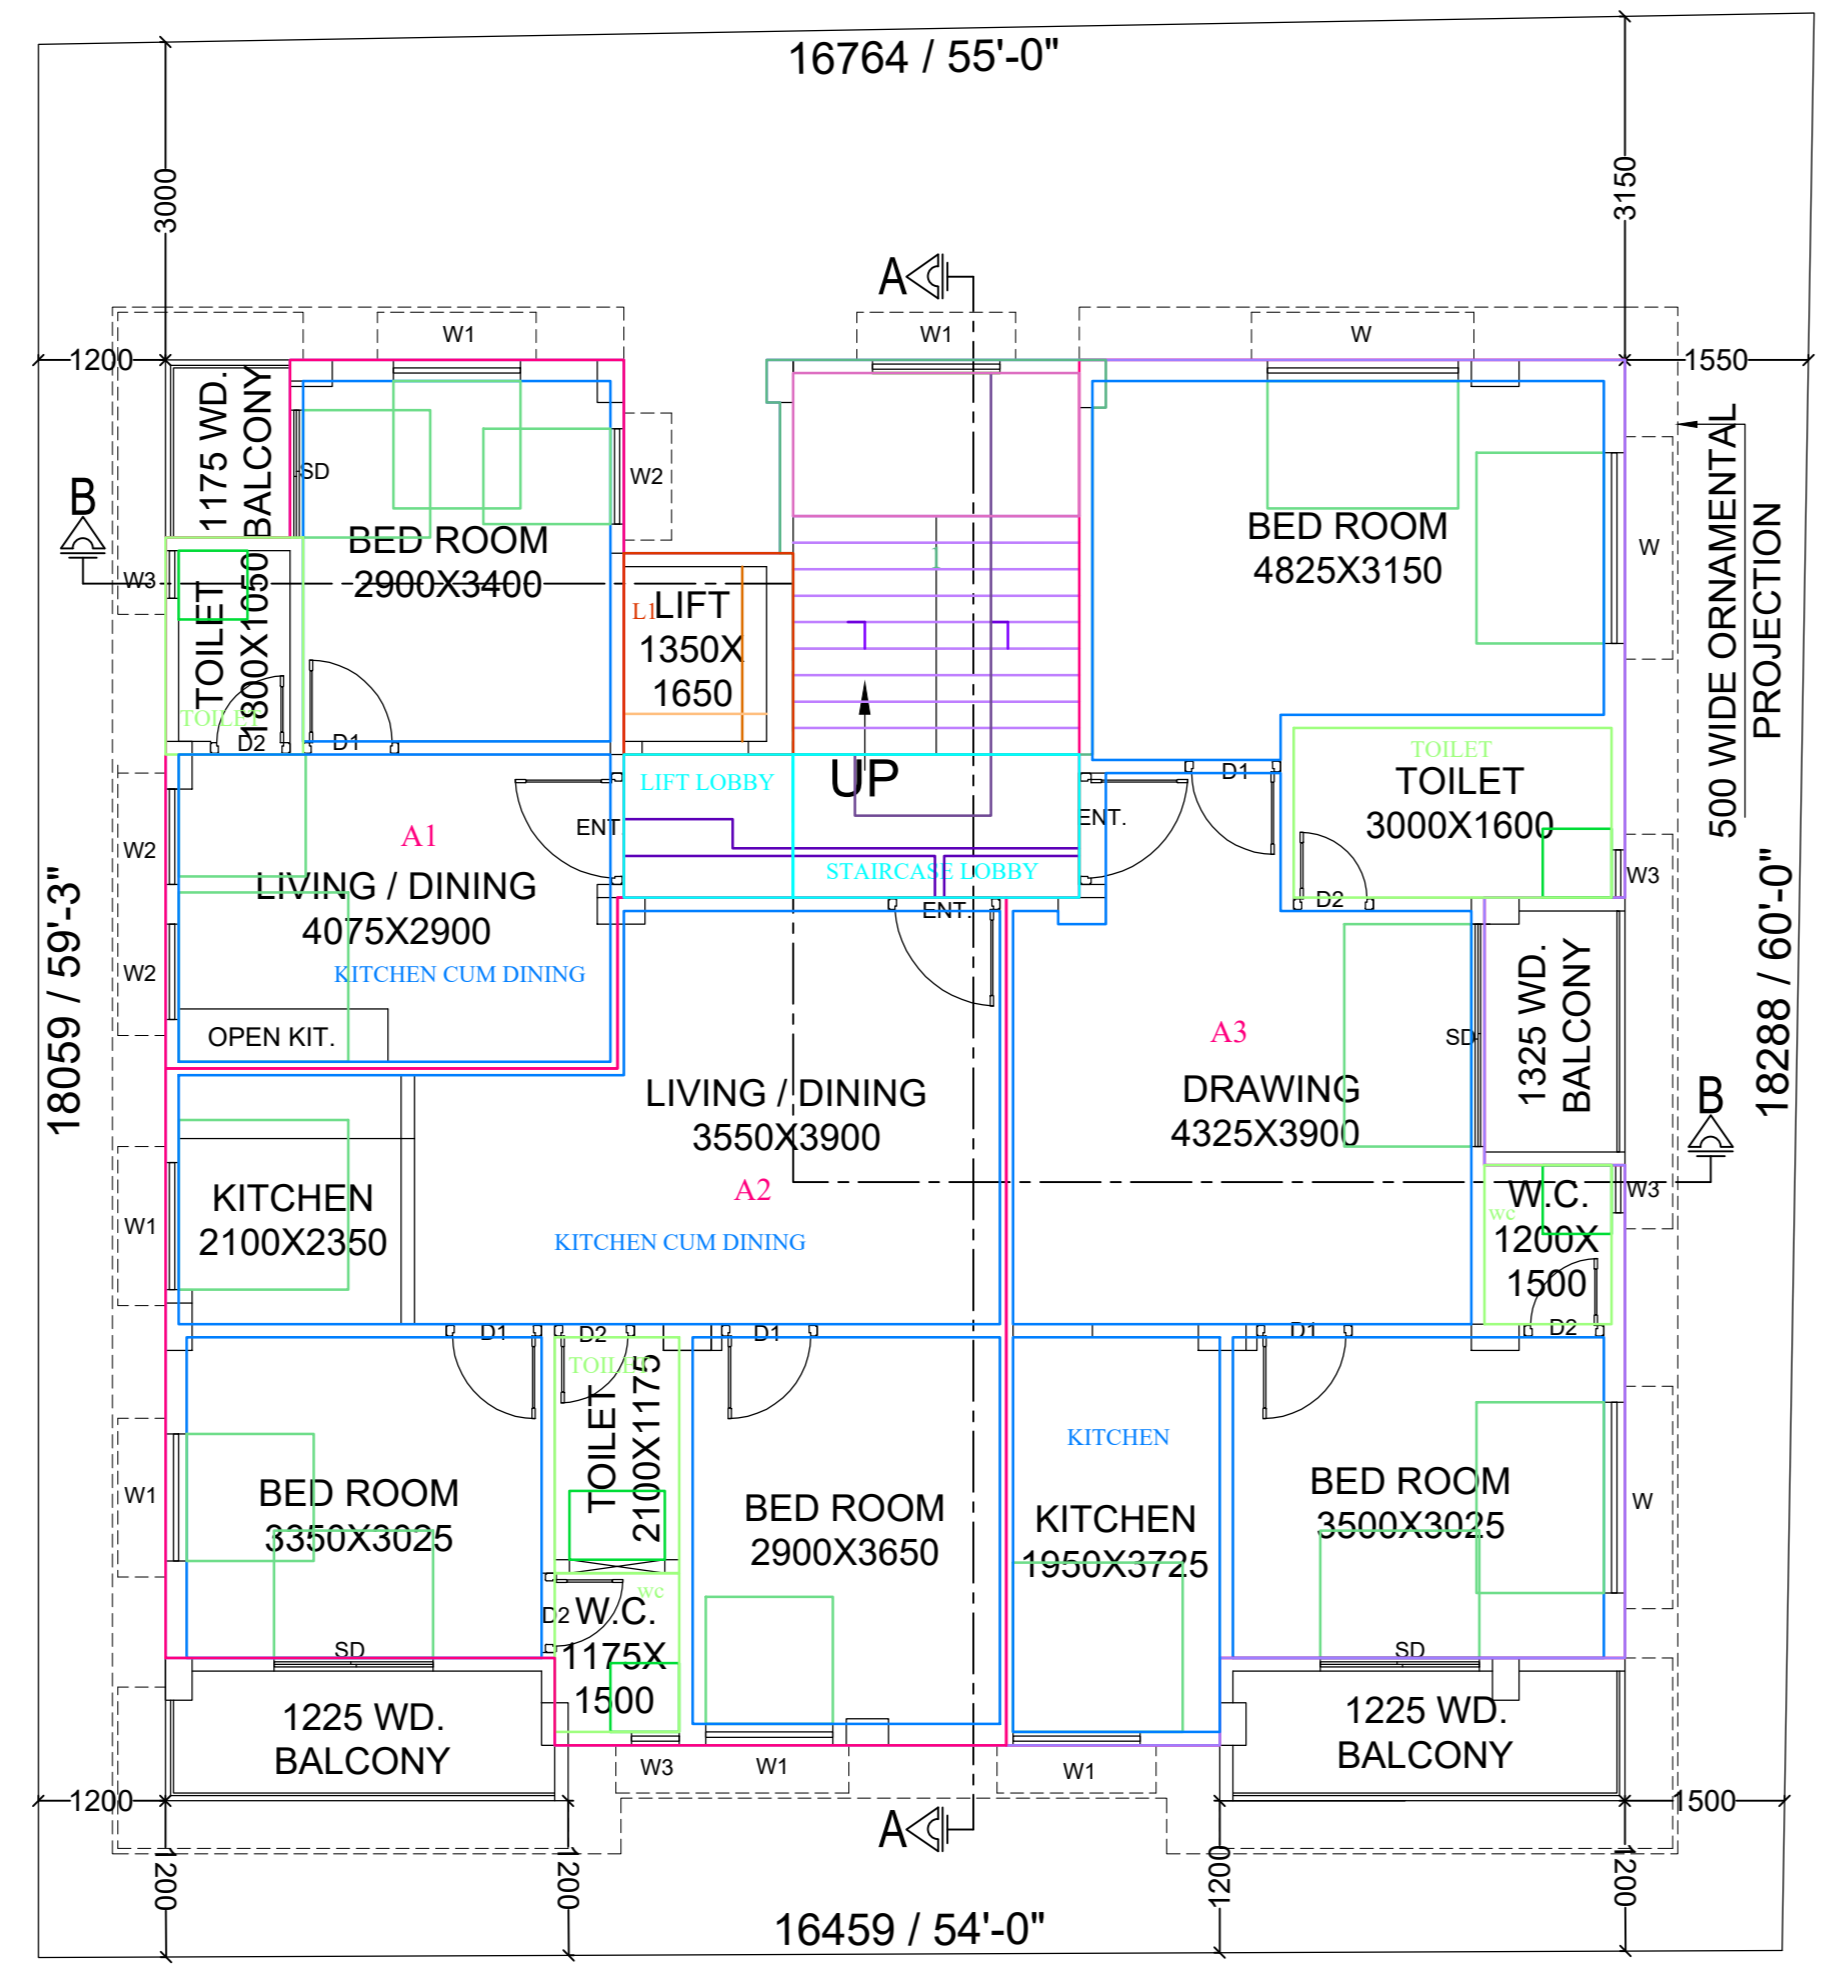 16764 / 55'-0"
3000
3150
A
W1
W1
W
1200
1550
1175 WD.
BALCONY
SD
W2
B
BED ROOM
2900X3400
BED ROOM
4825X3150
W
500 WIDE ORNAMENTAL
PROJECTION
W3
TOILET
1800X1050
TOILET
D2
D1
L1
LIFT
1350X
1650
1
UP
LIFT LOBBY
STAIRCASE LOBBY
D1
TOILET
TOILET
3000X1600
W3
D2
ENT.
ENT.
ENT.
W2
A1
LIVING / DINING
4075X2900
KITCHEN CUM DINING
W2
OPEN KIT.
18059 / 59'-3"
18288 / 60'-0"
A3
DRAWING
4325X3900
SD
1325 WD.
BALCONY
B
LIVING / DINING
3550X3900
A2
KITCHEN CUM DINING
KITCHEN
2100X2350
W1
W3
wc
W.C.
1200X
1500
D2
D1
D2
D1
D1
TOILET
TOILET
2100X1175
KITCHEN
KITCHEN
1950X3725
BED ROOM
3350X3025
W1
BED ROOM
2900X3650
BED ROOM
3500X3025
W
wc
D2
W.C.
1175X
1500
SD
SD
1225 WD.
BALCONY
1225 WD.
BALCONY
W3
W1
W1
1200
1500
A
1200
1200
1200
1200
16459 / 54'-0"